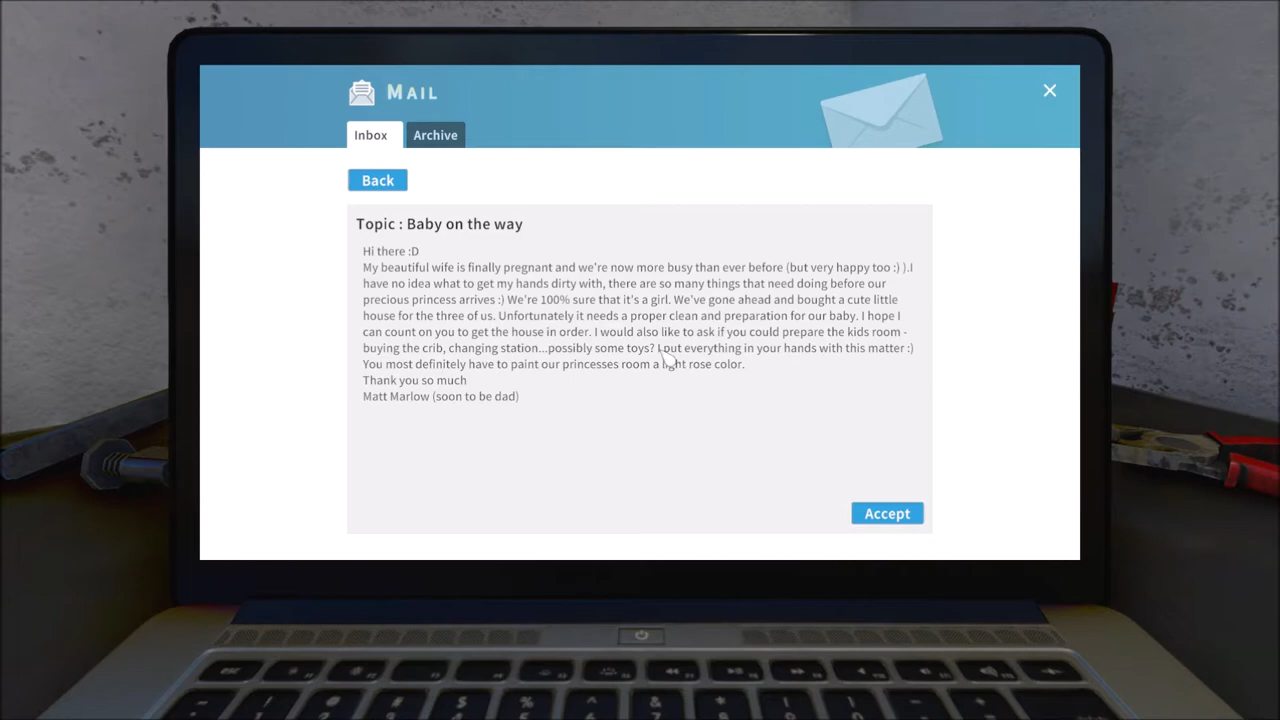 MAIL
Inbox
Archive
Back
Topic : Baby on the way
Hi there :D
My beautiful wife is finally pregnant and we're now more busy than ever before (but very happy too :) ).I
have no idea what to get my hands dirty with, there are so many things that need doing before our
precious princess arrives :) We're 100% sure that it's a girl. We've gone ahead and bought a cute little
house for the three of us. Unfortunately it needs a proper clean and preparation for our baby. I hope I
can count on you to get the house in order. I would also like to ask if you could prepare the kids room -
buying the crib, changing station...possibly some toys? I put everything in your hands with this matter :)
You most definitely have to paint our princesses room a light rose color.
Thank you so much
Matt Marlow (soon to be dad)
Accept
esc